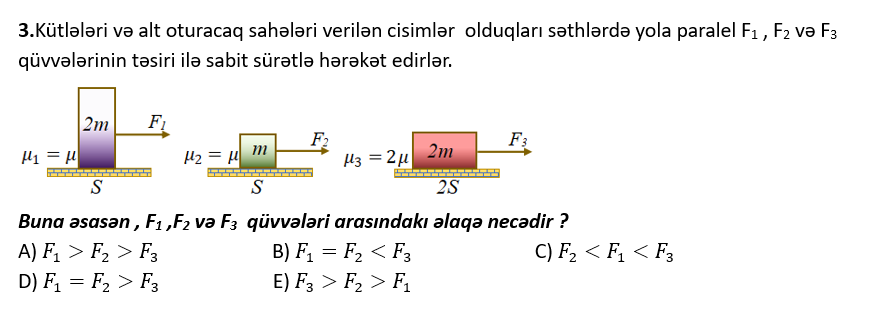 3.Kütlələri və alt oturacaq sahələri verilən cisimlər olduqları səthlərdə yola paralel F₁ , F₂ və F₃
qüvvələrinin təsiri ilə sabit sürətlə hərəkət edirlər.
2m F₁ μ₁ = μ S
μ₂ = μ m F₂ S
μ₃ = 2μ 2m F₃ 2S
Buna əsasən , F₁ ,F₂ və F₃ qüvvələri arasındakı əlaqə necədir ?
A) F₁ > F₂ > F₃ B) F₁ = F₂ < F₃ C) F₂ < F₁ < F₃
D) F₁ = F₂ > F₃ E) F₃ > F₂ > F₁